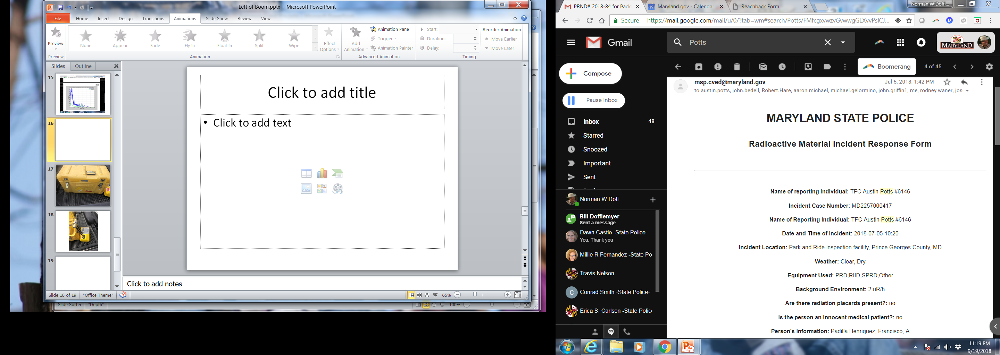 Left of Boom.pptx - Microsoft PowerPoint
File Home Insert Design Transitions Animations Slide Show Review View
Preview
None Appear Fade Fly In Float In Split Wipe
Effect Options
Add Animation
Animation Pane
Trigger
Animation Painter
Start:
Duration:
Delay:
Reorder Animation
Move Earlier
Move Later
Preview Animation Advanced Animation Timing
Slides Outline
15
16
17
18
19
Click to add title
• Click to add text
Click to add notes
Slide 16 of 19 "Office Theme" 65%
Slide Sorter "Depth" 100%
PRND# 2018-84 for Pack
Maryland.gov - Calendar
Reachback Form
Norman W Doffl...
Secure https://mail.google.com/mail/u/0/?tab=wm#search/Potts/FMfcgxvwzvGvwwgGLXvvPslCJ...
Gmail
Potts
MARYLAND
Compose
Boomerang
4 of 45
Pause Inbox
Inbox 48
Starred
Snoozed
Important
Sent
Norman W Doff
Bill Dofflemyer
Sent a message
Dawn Castle -State Police-
You: Thank you
Millie R Fernandez -State Po
Travis Nelson
C Conrad Smith -State Police-
Erica S. Carlson -State Polic
msp.cved@maryland.gov
Jul 5, 2018, 1:42 PM
to austin.potts, john.bedell, Robert.Hare, aaron.michael, michael.gelormino, john.griffin1, me, rodney.waner, jos
MARYLAND STATE POLICE
Radioactive Material Incident Response Form
Name of reporting individual: TFC Austin Potts #6146
Incident Case Number: MD2257000417
Name of Reporting Individual: TFC Austin Potts #6146
Date and Time of Incident: 2018-07-05 10:20
Incident Location: Park and Ride inspection facility, Prince Georges County, MD
Weather: Clear, Dry
Equipment Used: PRD,RIID,SPRD,Other
Background Environment: 2 uR/h
Are there radiation placards present?: no
Is the person an innocent medical patient?: no
Person's Information: Padilla Henriquez, Francisco, A
11:19 PM
9/19/2018